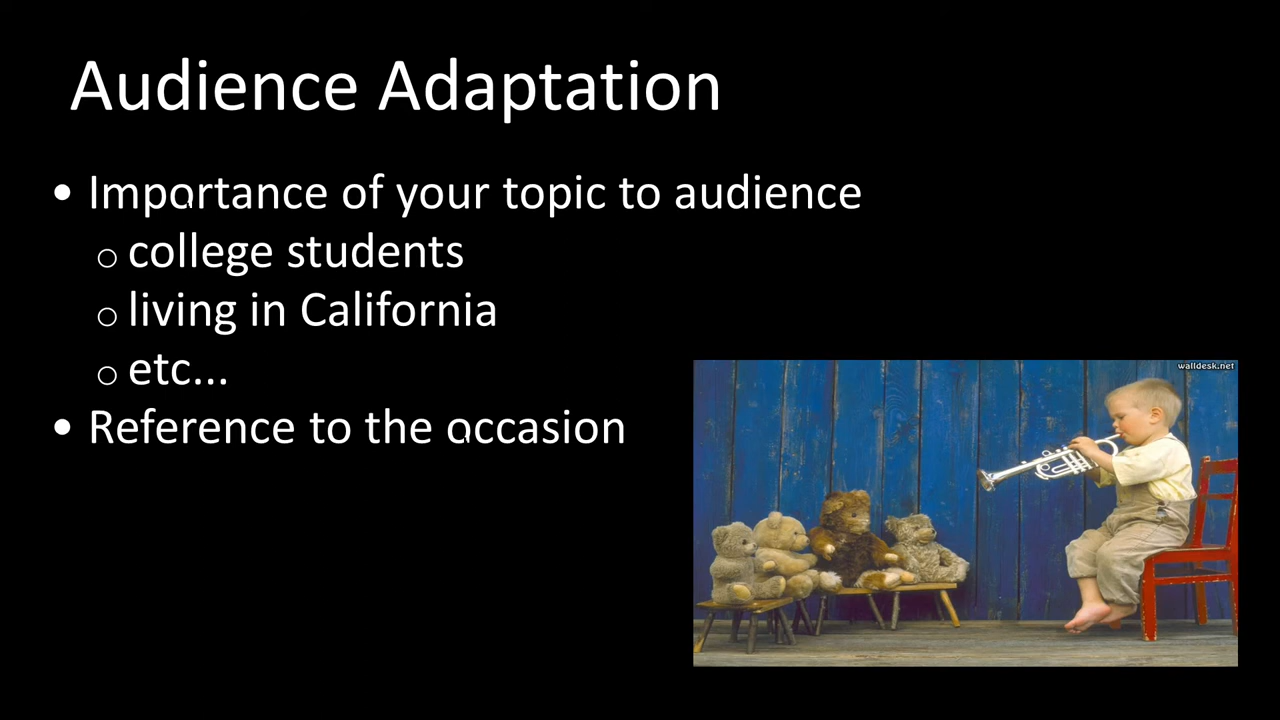 Audience Adaptation
• Importance of your topic to audience
o college students
o living in California
o etc...
• Reference to the occasion
walldesk.net